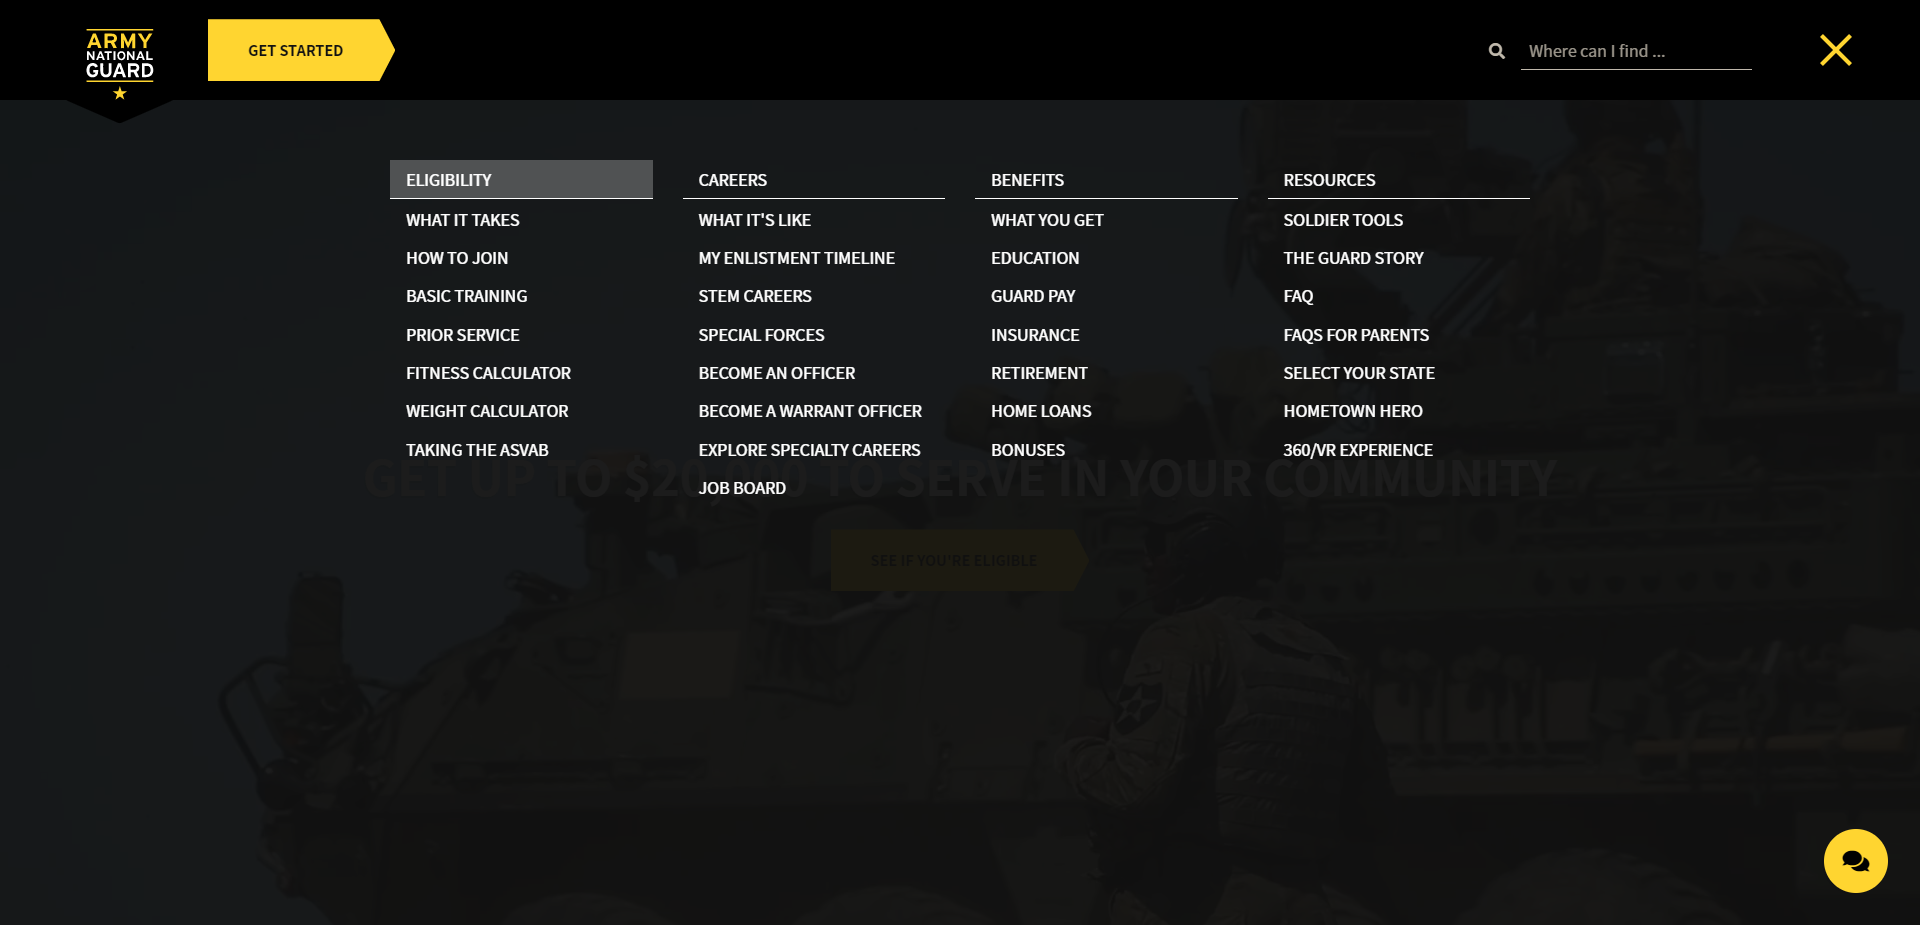 ARMY
NATIONAL
GUARD
GET STARTED
Where can I find ...
ELIGIBILITY
WHAT IT TAKES
HOW TO JOIN
BASIC TRAINING
PRIOR SERVICE
FITNESS CALCULATOR
WEIGHT CALCULATOR
TAKING THE ASVAB
CAREERS
WHAT IT'S LIKE
MY ENLISTMENT TIMELINE
STEM CAREERS
SPECIAL FORCES
BECOME AN OFFICER
BECOME A WARRANT OFFICER
EXPLORE SPECIALTY CAREERS
JOB BOARD
BENEFITS
WHAT YOU GET
EDUCATION
GUARD PAY
INSURANCE
RETIREMENT
HOME LOANS
BONUSES
RESOURCES
SOLDIER TOOLS
THE GUARD STORY
FAQ
FAQS FOR PARENTS
SELECT YOUR STATE
HOMETOWN HERO
360/VR EXPERIENCE
GET UP TO TO SERVE IN YOUR COMMUNITY
SEE IF YOU'RE ELIGIBLE